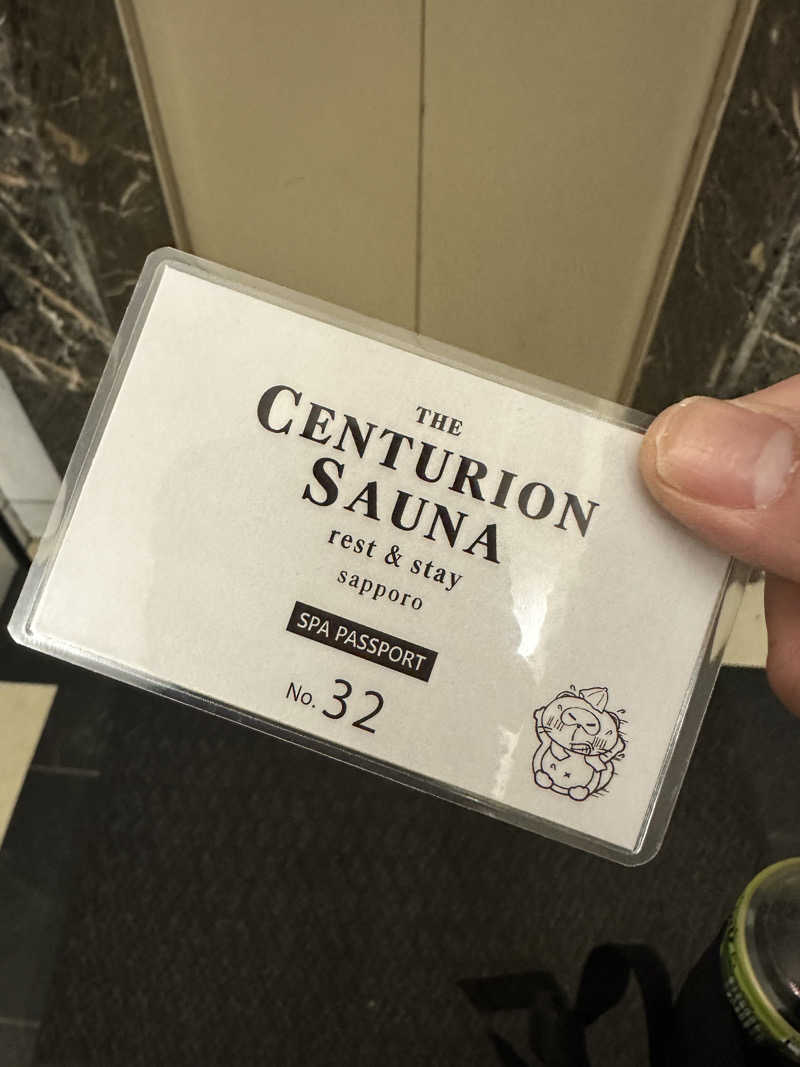 THE
CENTURION
SAUNA
rest & stay
sapporo
SPA PASSPORT
No. 32